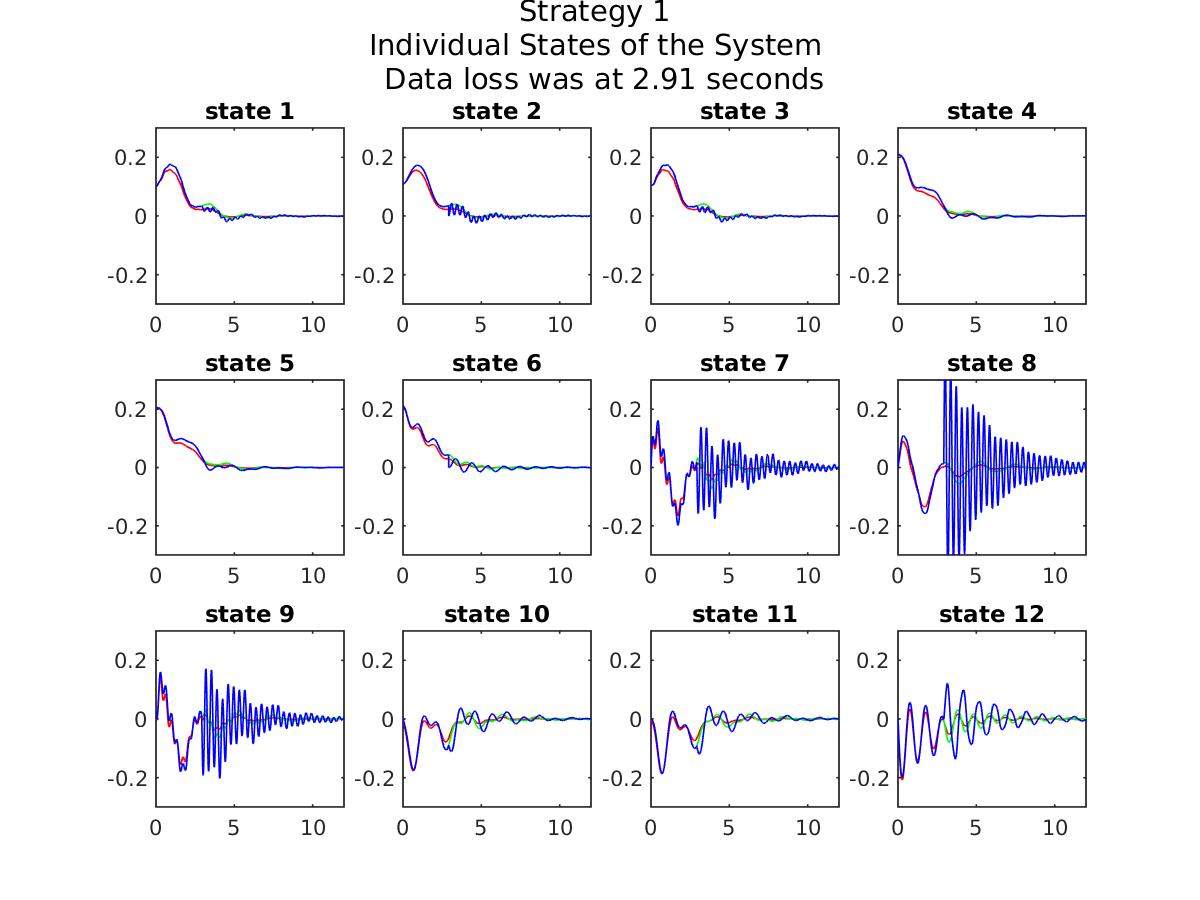 Strategy 1
Individual States of the System
Data loss was at 2.91 seconds
state 1 state 2 state 3 state 4
0.2 0.2 0.2 0.2
0 0 0 0
-0.2 -0.2 -0.2 -0.2
0 5 10 0 5 10 0 5 10 0 5 10
state 5 state 6 state 7 state 8
0.2 0.2 0.2 0.2
0 0 0 0
-0.2 -0.2 -0.2 -0.2
0 5 10 0 5 10 0 5 10 0 5 10
state 9 state 10 state 11 state 12
0.2 0.2 0.2 0.2
0 0 0 0
-0.2 -0.2 -0.2 -0.2
0 5 10 0 5 10 0 5 10 0 5 10